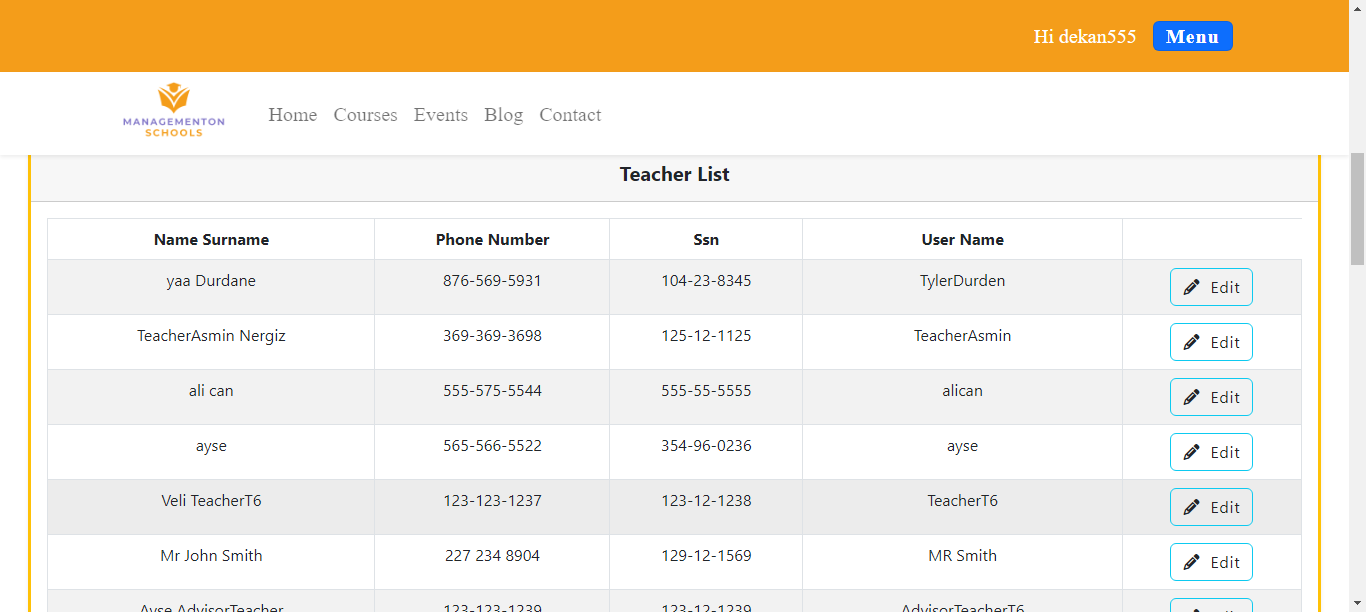 Hi dekan555 Menu
MANAGEMENTON
SCHOOLS
Home Courses Events Blog Contact
Teacher List
Name Surname Phone Number Ssn User Name
yaa Durdane 876-569-5931 104-23-8345 TylerDurden Edit
TeacherAsmin Nergiz 369-369-3698 125-12-1125 TeacherAsmin Edit
ali can 555-575-5544 555-55-5555 alican Edit
ayse 565-566-5522 354-96-0236 ayse Edit
Veli TeacherT6 123-123-1237 123-12-1238 TeacherT6 Edit
Mr John Smith 227 234 8904 129-12-1569 MR Smith Edit
Ayse AdvisorTeacher 123-123-1239 123-12-1239 AdvisorTeacherT6